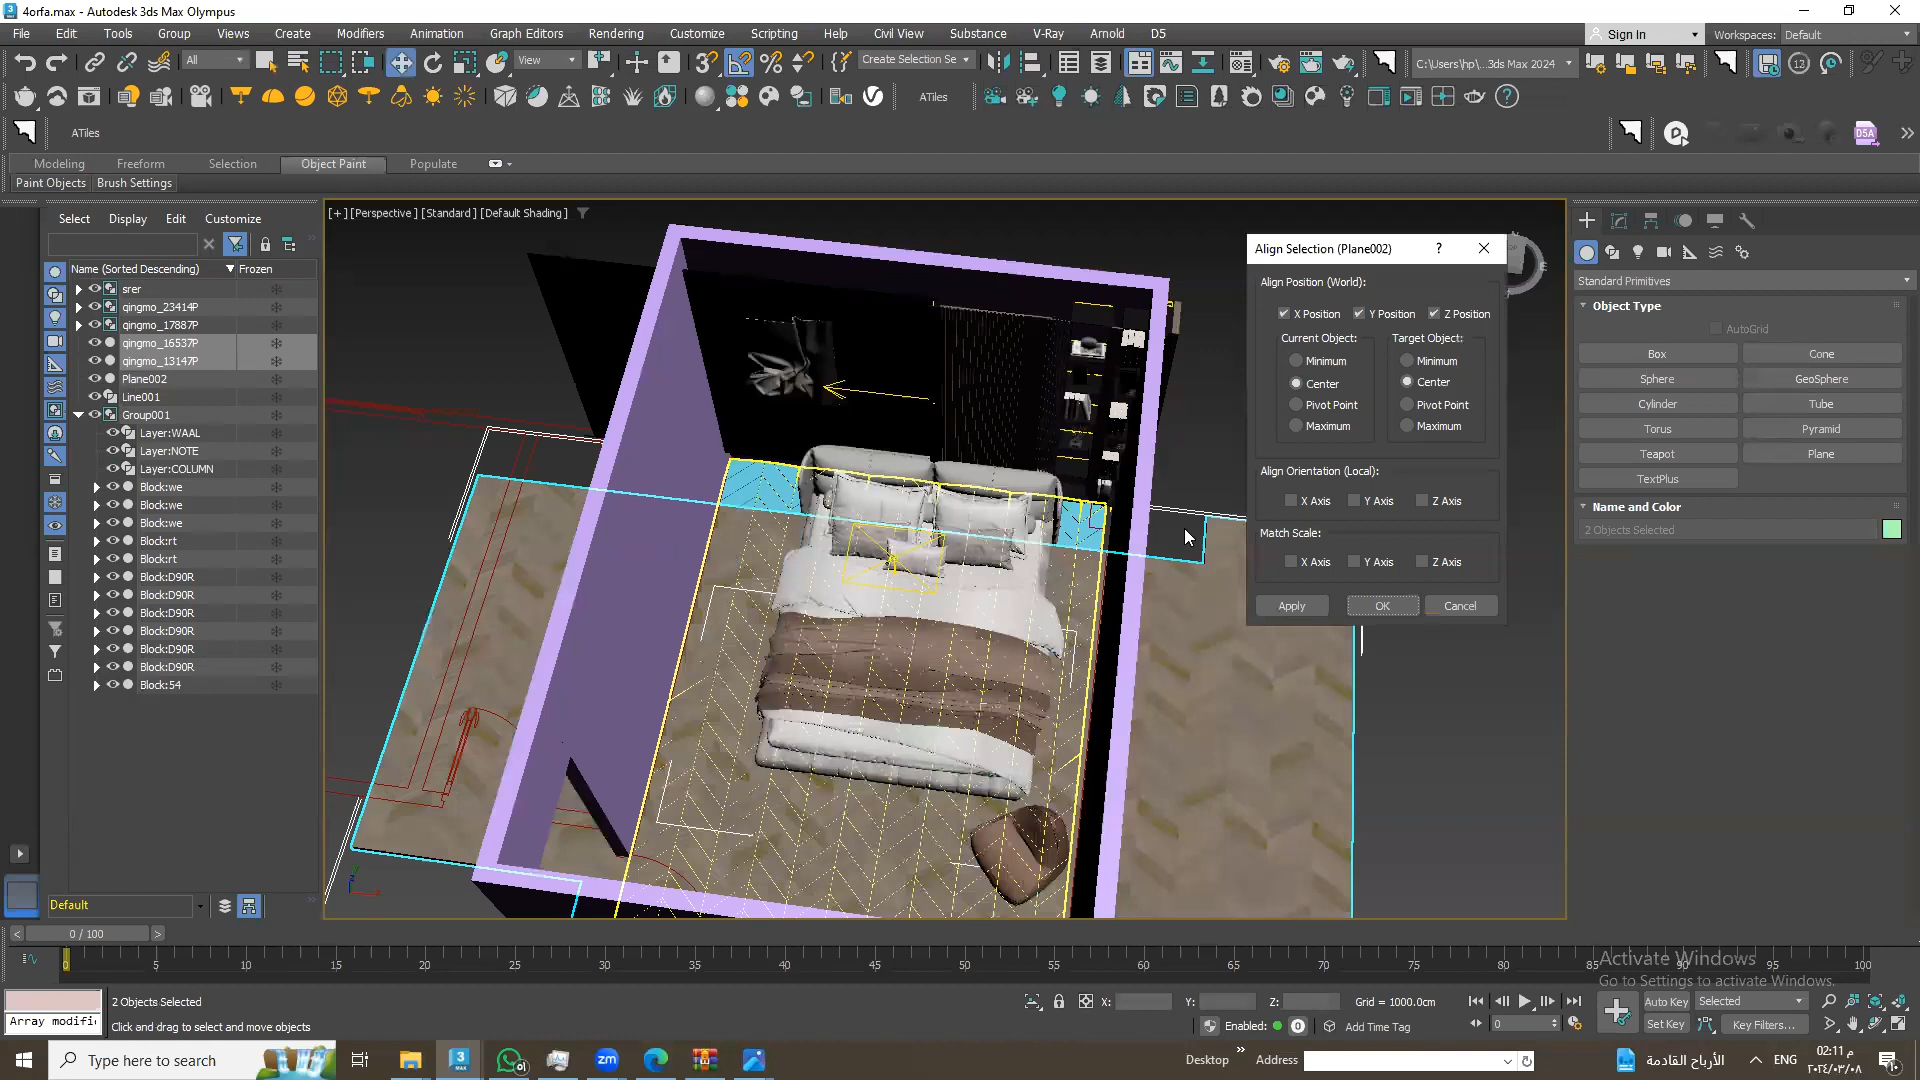 4orfa.max - Autodesk 3ds Max Olympus
File Edit Tools Group Views Create Modifiers Animation Graph Editors Rendering Customize Scripting Help Civil View Substance V-Ray Arnold D5
Sign In Workspaces: Default
All View Create Selection Se C:\Users\hp\...3ds Max 2024
ATiles
ATiles
Modeling Freeform Selection Object Paint Populate
Paint Objects Brush Settings
Select Display Edit Customize
Name (Sorted Descending) Frozen
srer
qingmo_23414P
qingmo_17887P
qingmo_16537P
qingmo_13147P
Plane002
Line001
Group001
Layer:WAAL
Layer:NOTE
Layer:COLUMN
Block:we
Block:we
Block:we
Block:rt
Block:rt
Block:D90R
Block:D90R
Block:D90R
Block:D90R
Block:D90R
Block:D90R
Block:54
Default
[+] [Perspective] [Standard] [Default Shading]
Align Selection (Plane002) ?
Align Position (World):
X Position Y Position Z Position
Current Object: Target Object:
Minimum Minimum
Center Center
Pivot Point Pivot Point
Maximum Maximum
Align Orientation (Local):
X Axis Y Axis Z Axis
Match Scale:
X Axis Y Axis Z Axis
Apply OK Cancel
Standard Primitives
Object Type
AutoGrid
Box Cone
Sphere GeoSphere
Cylinder Tube
Torus Pyramid
Teapot Plane
TextPlus
Name and Color
2 Objects Selected
0 / 100
0 5 10 15 20 25 30 35 40 45 50 55 60 65 70 75 80 85 90 95 100
Activate Windows
Go to Settings to activate Windows.
2 Objects Selected
Click and drag to select and move objects
Array modifi
X: Y: Z: Grid = 1000.0cm
Enabled: 0 Add Time Tag
0
Auto Key Selected
Set Key Key Filters...
Type here to search
Desktop Address
الأرباح القادمة
ENG
02:11 م
٢٠٢٤/٠٣/٠٨